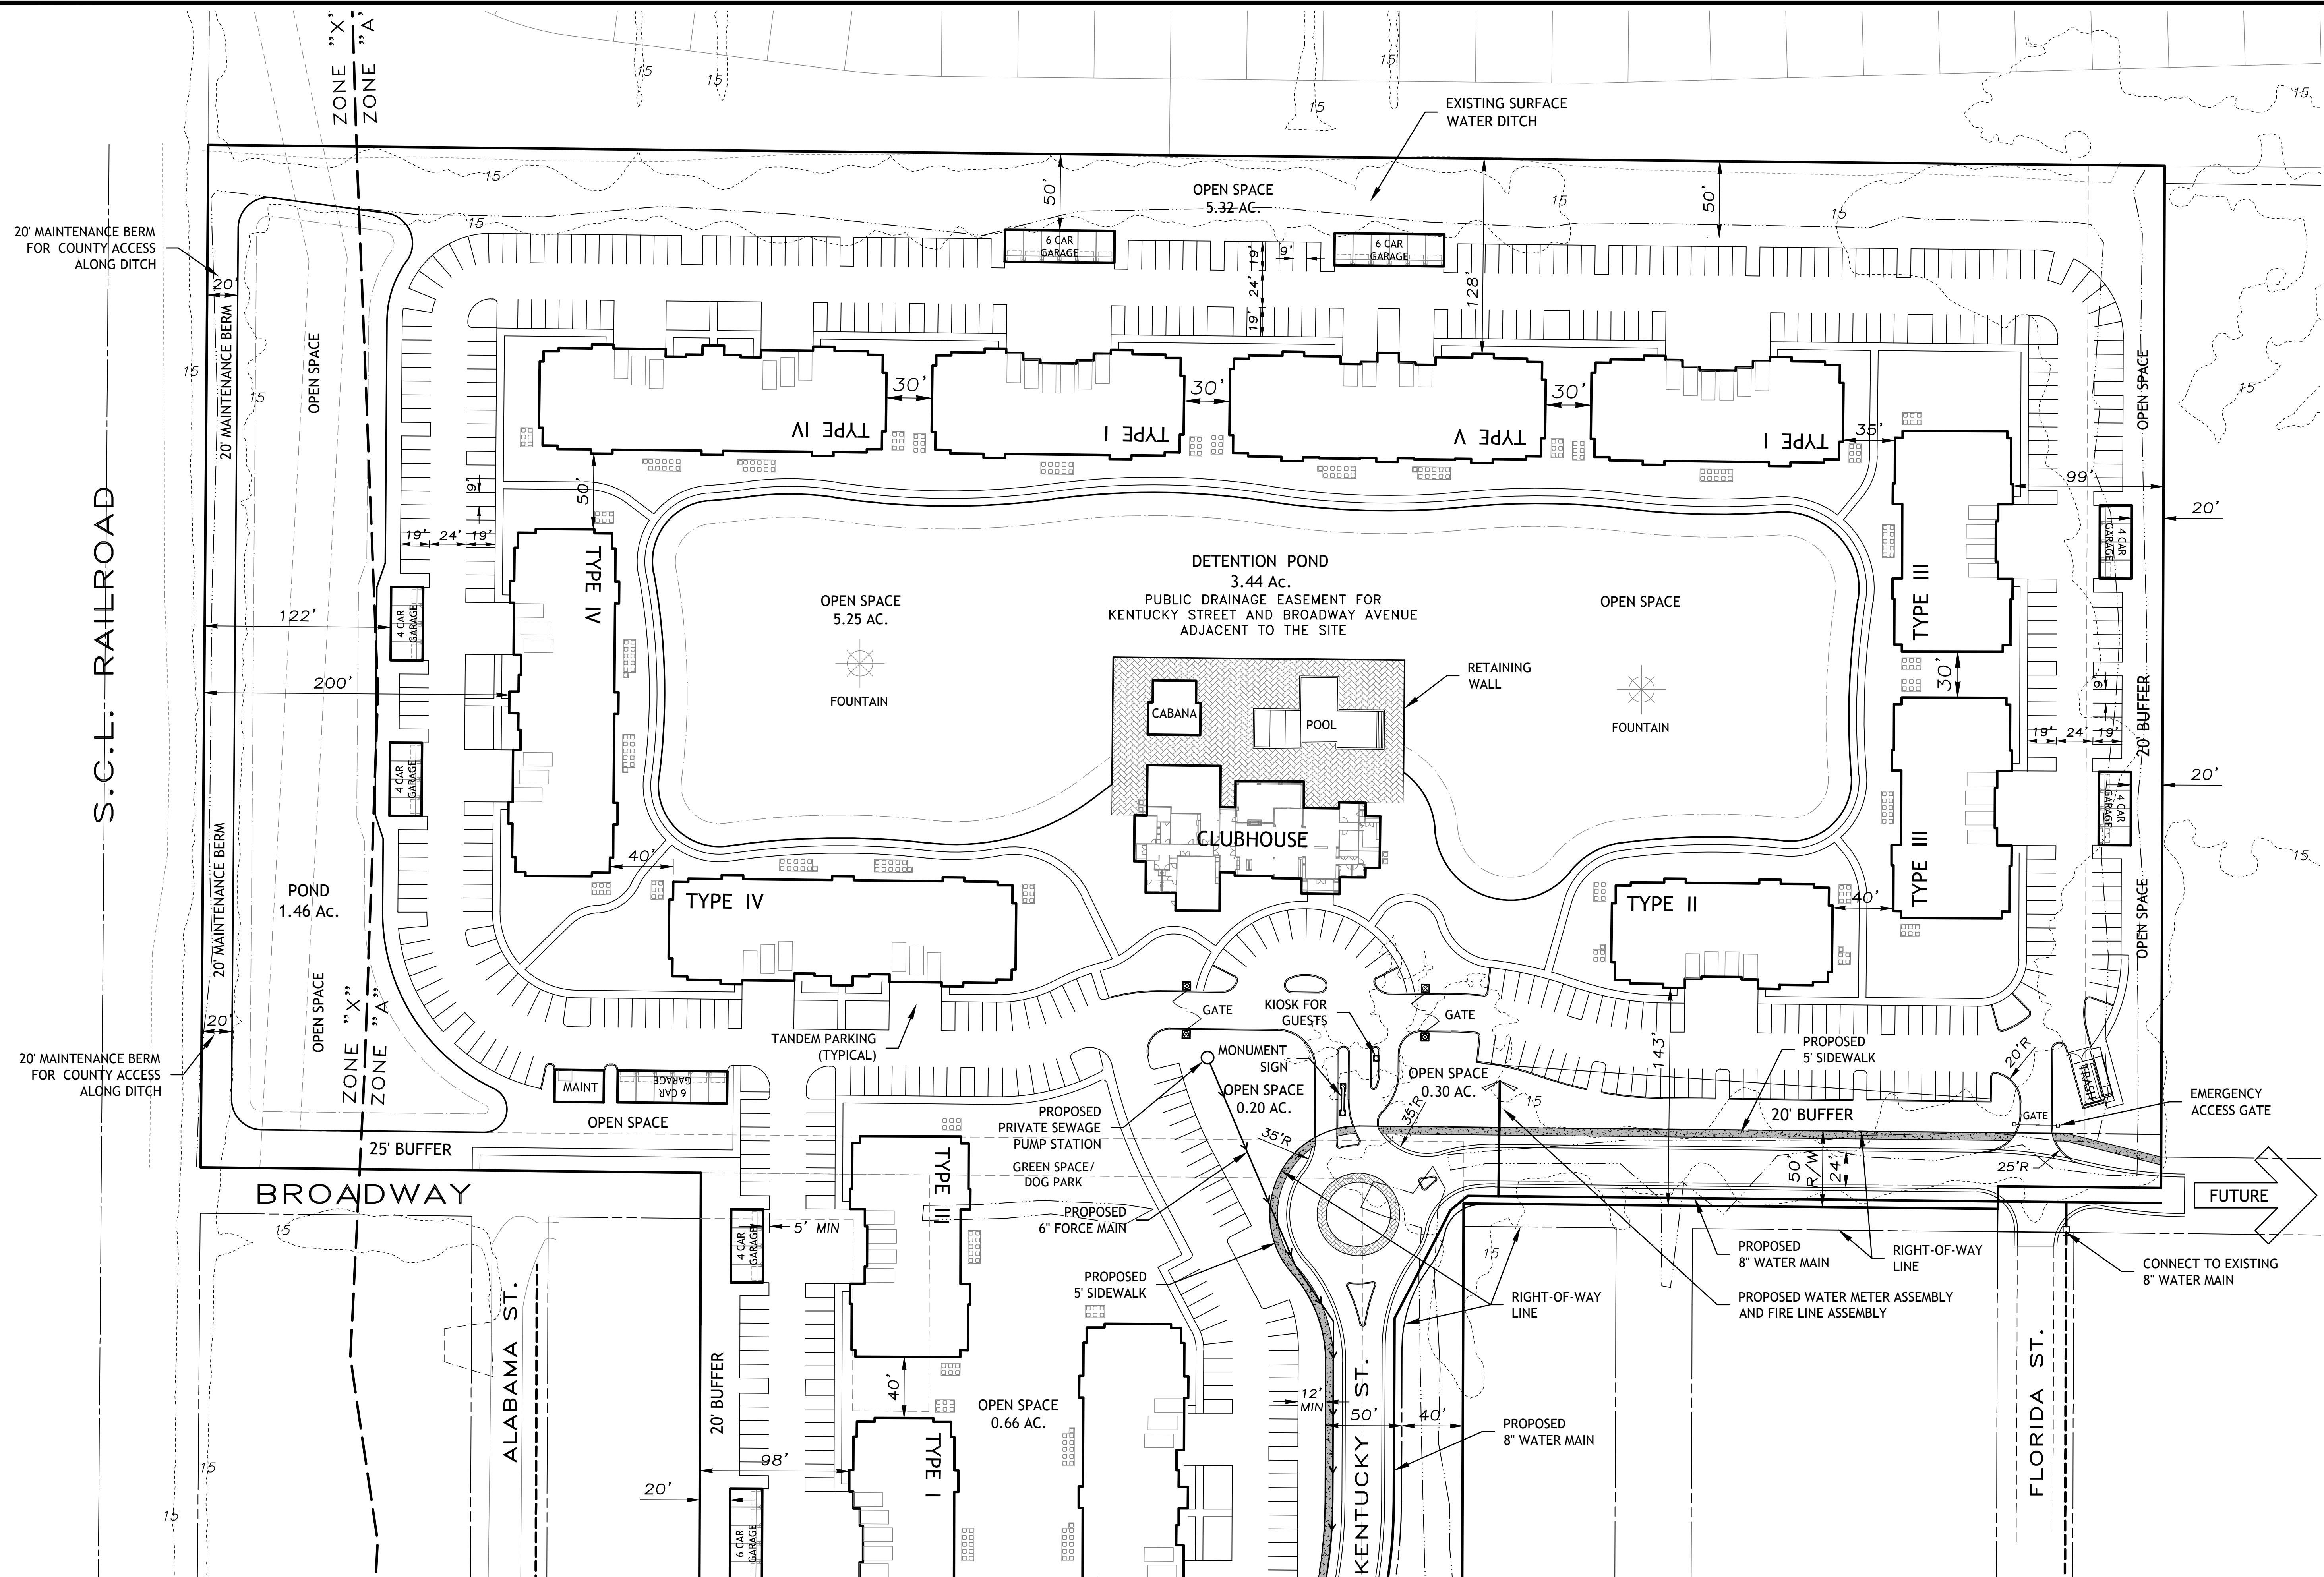 ZONE "X"
ZONE "A"
15
15
15
15
15
EXISTING SURFACE
WATER DITCH
15
50'
OPEN SPACE
5.32 AC.
128'
50'
15
15
15
20' MAINTENANCE BERM
FOR COUNTY ACCESS
ALONG DITCH
20'
6 CAR
GARAGE
6 CAR
GARAGE
19'
9'
24'
19'
20' MAINTENANCE BERM
OPEN SPACE
15
15
15
OPEN SPACE
TYPE IV
30'
TYPE I
30'
TYPE V
30'
TYPE I
35'
99'
20'
S.C.L. RAILROAD
9'
19'
24'
19'
50'
TYPE IV
DETENTION POND
3.44 Ac.
PUBLIC DRAINAGE EASEMENT FOR
KENTUCKY STREET AND BROADWAY AVENUE
ADJACENT TO THE SITE
OPEN SPACE
5.25 AC.
OPEN SPACE
TYPE III
4 CAR
GARAGE
122'
4 CAR
GARAGE
200'
FOUNTAIN
CABANA
POOL
RETAINING
WALL
FOUNTAIN
30'
9'
19'
24'
19'
20' BUFFER
4 CAR
GARAGE
4 CAR
GARAGE
20'
15
CLUBHOUSE
TYPE III
20' MAINTENANCE BERM
POND
1.46 Ac.
40'
TYPE IV
TYPE II
40'
OPEN SPACE
OPEN SPACE
ZONE "X"
ZONE "A"
20'
20' MAINTENANCE BERM
FOR COUNTY ACCESS
ALONG DITCH
TANDEM PARKING
(TYPICAL)
GATE
KIOSK FOR
GUESTS
GATE
143'
PROPOSED
5' SIDEWALK
20'R
TRASH
MAINT
6 CAR
GARAGE
OPEN SPACE
MONUMENT
SIGN
OPEN SPACE
0.20 AC.
OPEN SPACE
0.30 AC.
35'R
35'R
15
20' BUFFER
GATE
EMERGENCY
ACCESS GATE
PROPOSED
PRIVATE SEWAGE
PUMP STATION
25' BUFFER
GREEN SPACE/
DOG PARK
50'
R/W
24'
25'R
FUTURE
BROADWAY
15
TYPE III
4 CAR
GARAGE
5' MIN
PROPOSED
6" FORCE MAIN
15
PROPOSED
8" WATER MAIN
RIGHT-OF-WAY
LINE
CONNECT TO EXISTING
8" WATER MAIN
PROPOSED
5' SIDEWALK
RIGHT-OF-WAY
LINE
PROPOSED WATER METER ASSEMBLY
AND FIRE LINE ASSEMBLY
ALABAMA ST.
20' BUFFER
40'
OPEN SPACE
0.66 AC.
12'
MIN
50'
40'
PROPOSED
8" WATER MAIN
KENTUCKY ST.
FLORIDA ST.
98'
TYPE I
20'
6 CAR
GARAGE
15
15